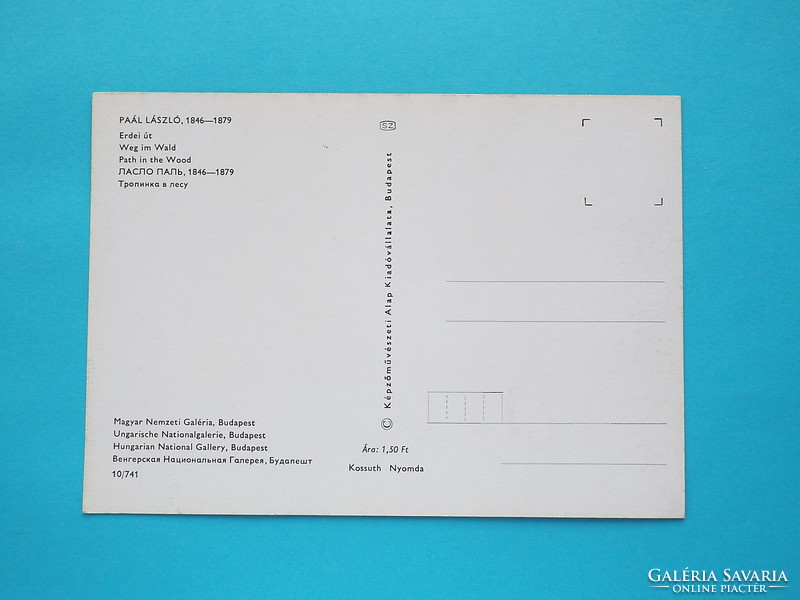 PAÁL LÁSZLÓ, 1846—1879
Erdei út
Weg im Wald
Path in the Wood
ЛАСЛО ПАЛЬ, 1846—1879
Тропинка в лесу
SZ
© Képzőművészeti Alap Kiadóvállalata, Budapest
Magyar Nemzeti Galéria, Budapest
Ungarische Nationalgalerie, Budapest
Hungarian National Gallery, Budapest
Венгерская Национальная Галерея, Будапешт
10/741
Ára: 1,50 Ft
Kossuth Nyomda
GALÉRIA SAVARIA
ONLINE PIACTÉR